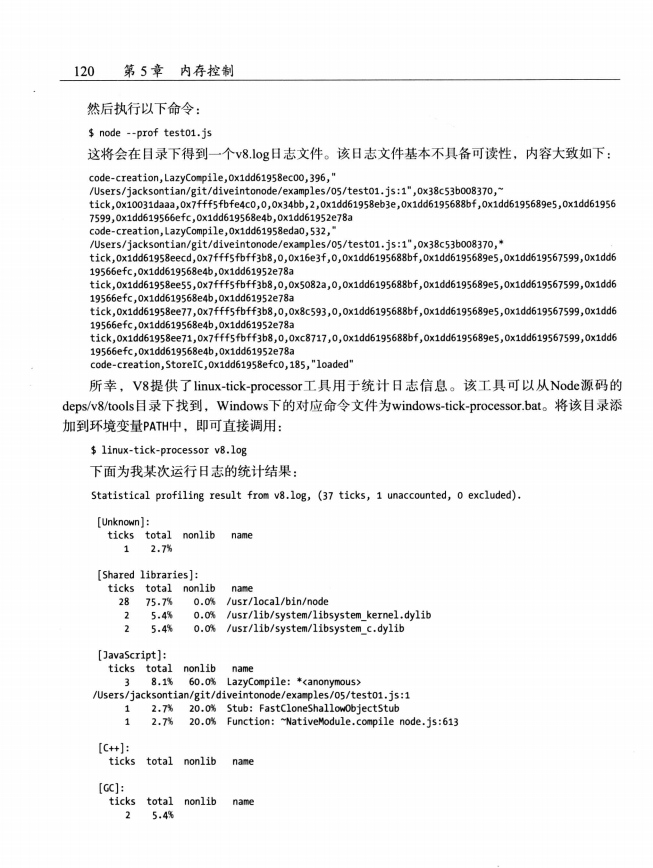 120 第 5 章 内存控制
然后执行以下命令：
$ node --prof test01.js
这将会在目录下得到一个v8.log日志文件。该日志文件基本不具备可读性，内容大致如下：
code-creation,LazyCompile,0x1dd61958ec00,396,"
/Users/jacksontian/git/diveintonode/examples/05/test01.js:1",0x38c53b008370,~
tick,0x10031daaa,0x7fff5fbfe4c0,0,0x34bb,2,0x1dd61958eb3e,0x1dd6195688bf,0x1dd6195689e5,0x1dd61956
7599,0x1dd619566efc,0x1dd619568e4b,0x1dd61952e78a
code-creation,LazyCompile,0x1dd61958eda0,532,"
/Users/jacksontian/git/diveintonode/examples/05/test01.js:1",0x38c53b008370,*
tick,0x1dd61958eecd,0x7fff5fbff3b8,0,0x16e3f,0,0x1dd6195688bf,0x1dd6195689e5,0x1dd619567599,0x1dd6
19566efc,0x1dd619568e4b,0x1dd61952e78a
tick,0x1dd61958ee55,0x7fff5fbff3b8,0,0x5082a,0,0x1dd6195688bf,0x1dd6195689e5,0x1dd619567599,0x1dd6
19566efc,0x1dd619568e4b,0x1dd61952e78a
tick,0x1dd61958ee77,0x7fff5fbff3b8,0,0x8c593,0,0x1dd6195688bf,0x1dd6195689e5,0x1dd619567599,0x1dd6
19566efc,0x1dd619568e4b,0x1dd61952e78a
tick,0x1dd61958ee71,0x7fff5fbff3b8,0,0xc8717,0,0x1dd6195688bf,0x1dd6195689e5,0x1dd619567599,0x1dd6
19566efc,0x1dd619568e4b,0x1dd61952e78a
code-creation,StoreIC,0x1dd61958efc0,185,"loaded"
所幸，V8提供了linux-tick-processor工具用于统计日志信息。该工具可以从Node源码的
deps/v8/tools目录下找到，Windows下的对应命令文件为windows-tick-processor.bat。将该目录添
加到环境变量PATH中，即可直接调用：
$ linux-tick-processor v8.log
下面为我某次运行日志的统计结果：
Statistical profiling result from v8.log, (37 ticks, 1 unaccounted, 0 excluded).
[Unknown]:
ticks total nonlib name
1 2.7%
[Shared libraries]:
ticks total nonlib name
28 75.7% 0.0% /usr/local/bin/node
2 5.4% 0.0% /usr/lib/system/libsystem_kernel.dylib
2 5.4% 0.0% /usr/lib/system/libsystem_c.dylib
[JavaScript]:
ticks total nonlib name
3 8.1% 60.0% LazyCompile: *<anonymous>
/Users/jacksontian/git/diveintonode/examples/05/test01.js:1
1 2.7% 20.0% Stub: FastCloneShallowObjectStub
1 2.7% 20.0% Function: ~NativeModule.compile node.js:613
[C++]:
ticks total nonlib name
[GC]:
ticks total nonlib name
2 5.4%